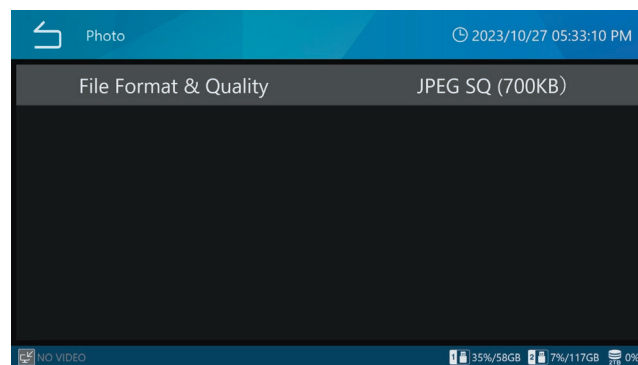 Photo
2023/10/27 05:33:10 PM
File Format & Quality
JPEG SQ (700KB)
NO VIDEO
1 35%/58GB 2 7%/117GB 2TB 0%